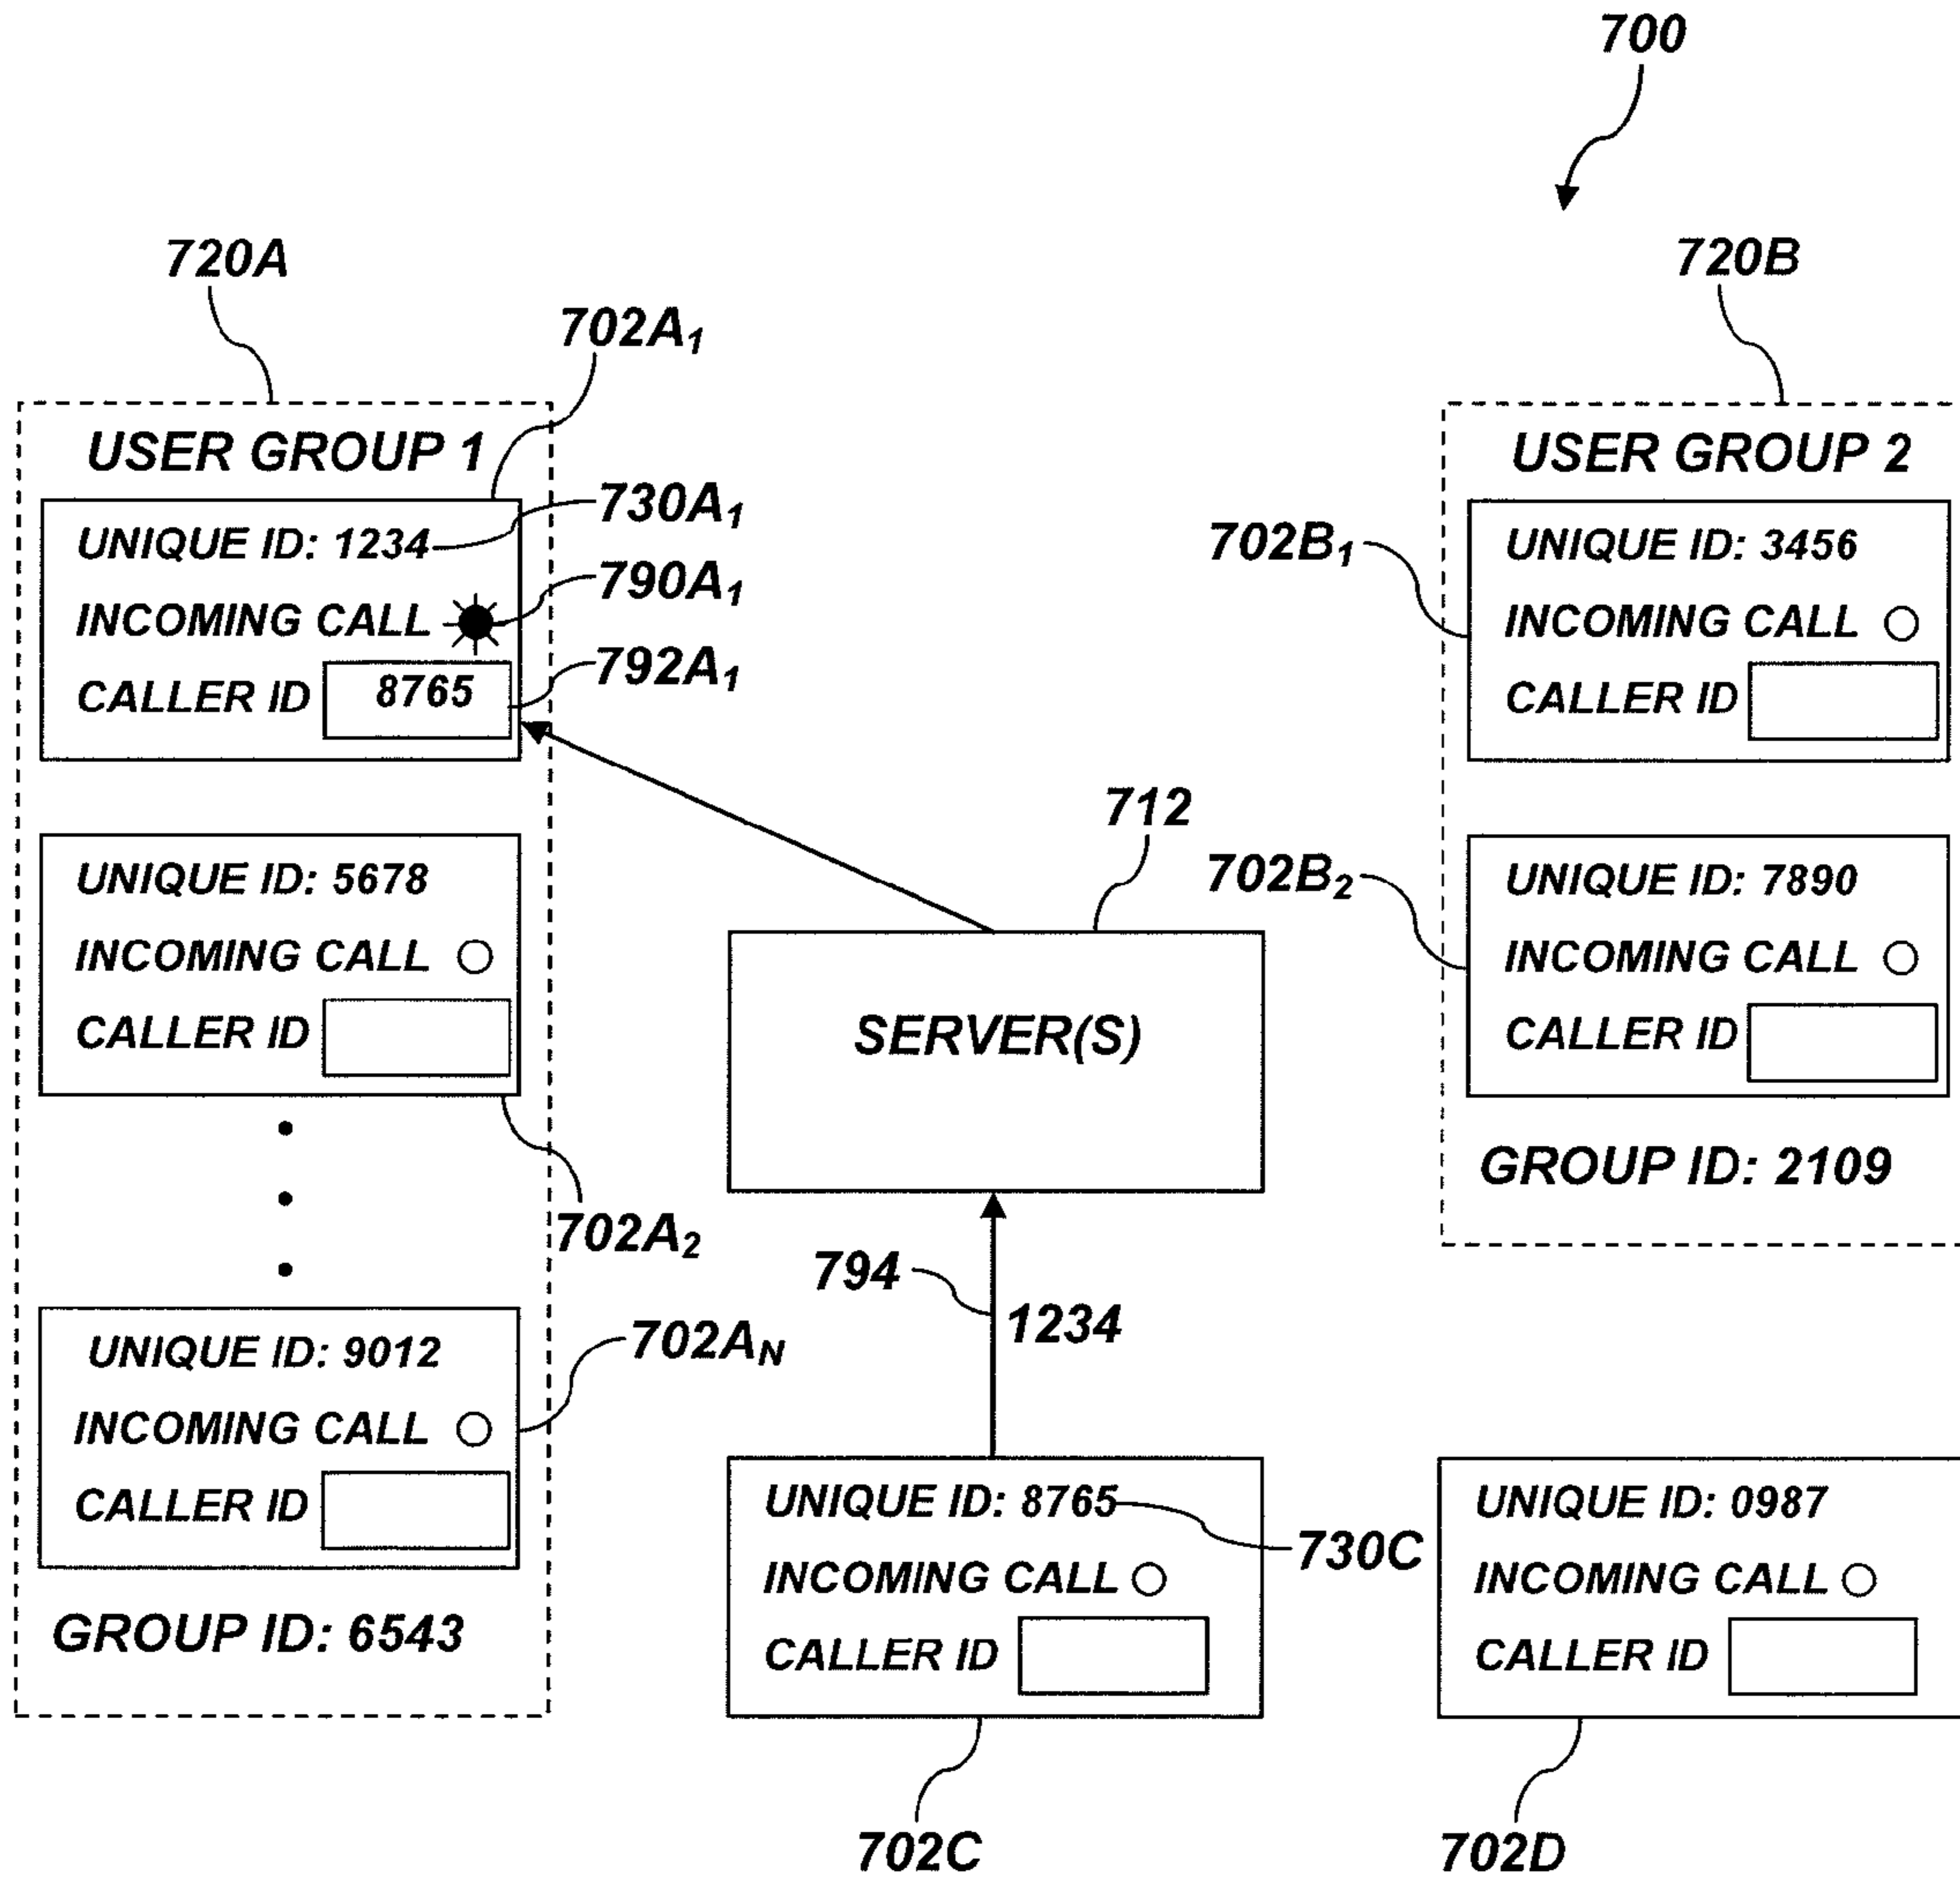 700
720A
720B
702A1
USER GROUP 1
UNIQUE ID: 1234
730A1
INCOMING CALL
790A1
CALLER ID 8765
792A1
UNIQUE ID: 5678
INCOMING CALL
CALLER ID
702A2
UNIQUE ID: 9012
702AN
INCOMING CALL
CALLER ID
GROUP ID: 6543
712
SERVER(S)
794
1234
UNIQUE ID: 8765
730C
INCOMING CALL
CALLER ID
702C
USER GROUP 2
702B1
UNIQUE ID: 3456
INCOMING CALL
CALLER ID
702B2
UNIQUE ID: 7890
INCOMING CALL
CALLER ID
GROUP ID: 2109
UNIQUE ID: 0987
INCOMING CALL
CALLER ID
702D